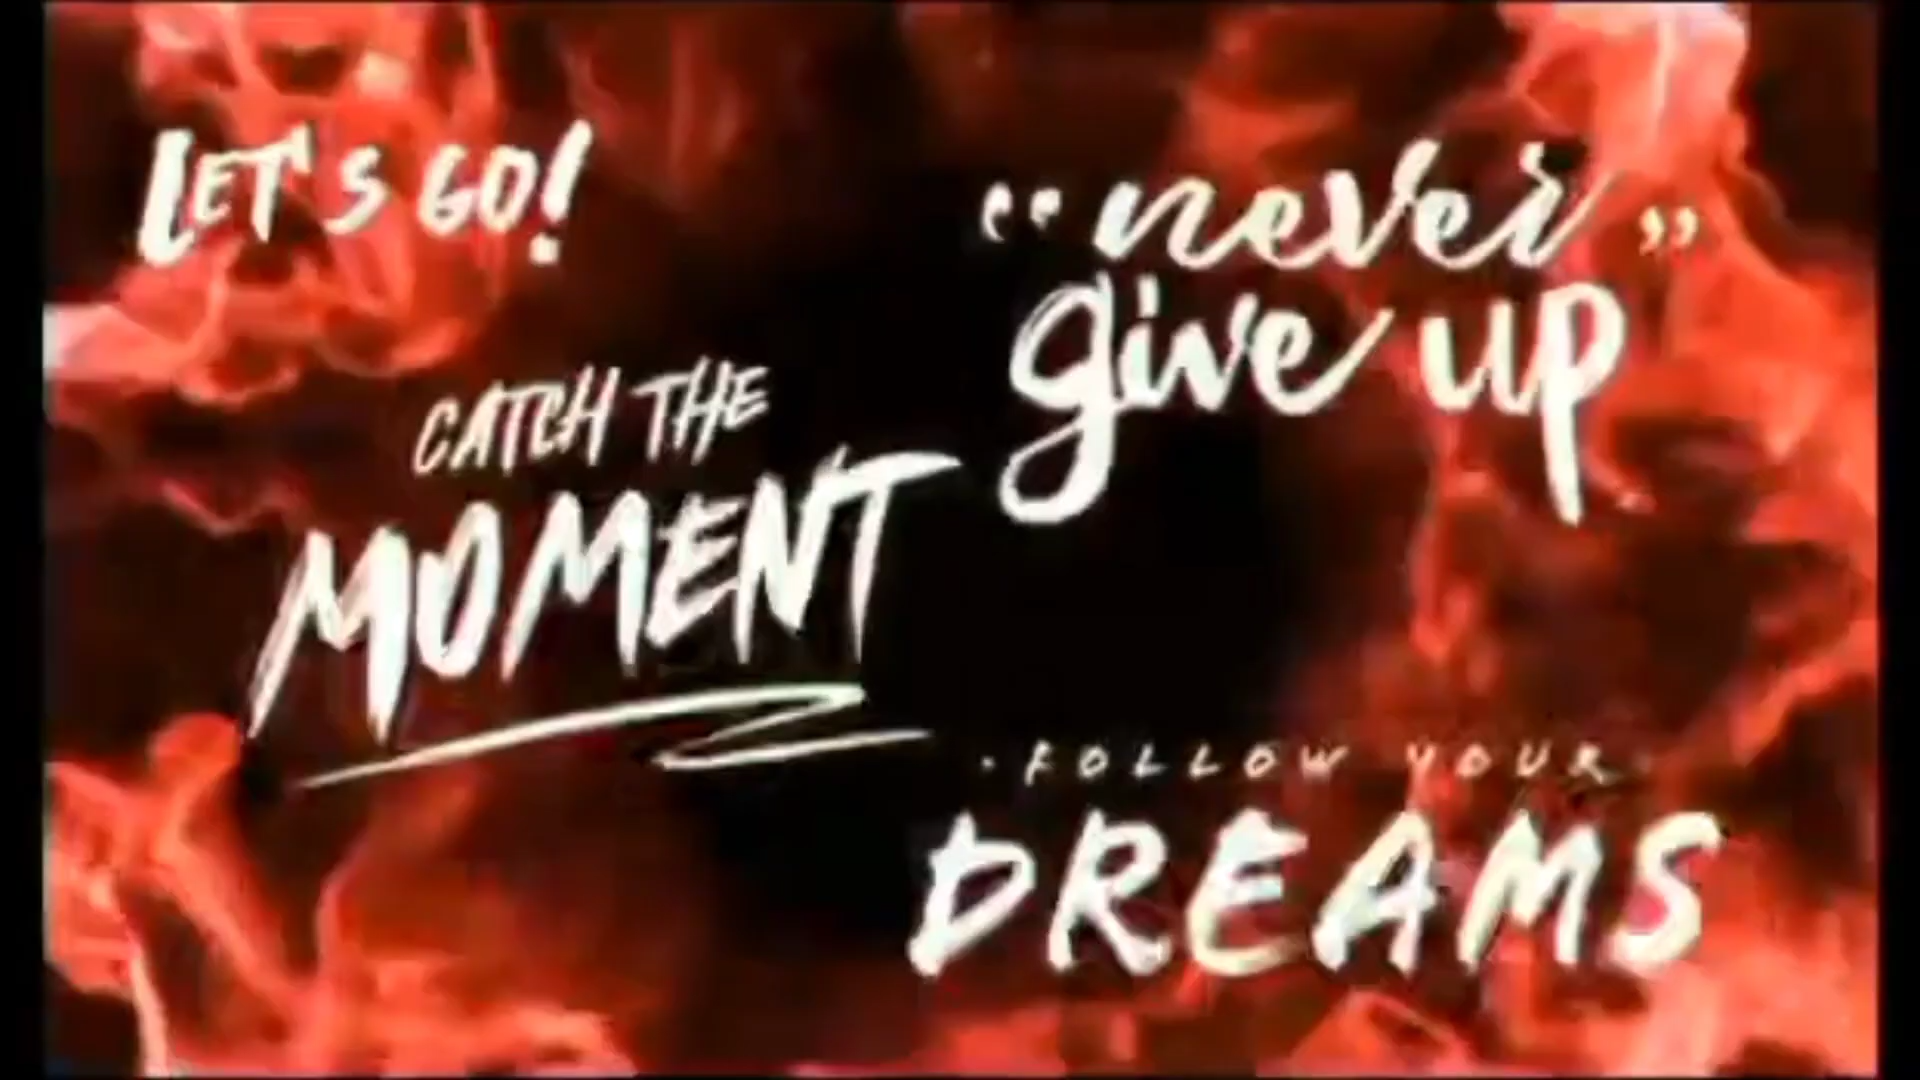 LET'S GO!
"never"
give up
CATCH THE
MOMENT
·FOLLOW YOUR·
DREAMS